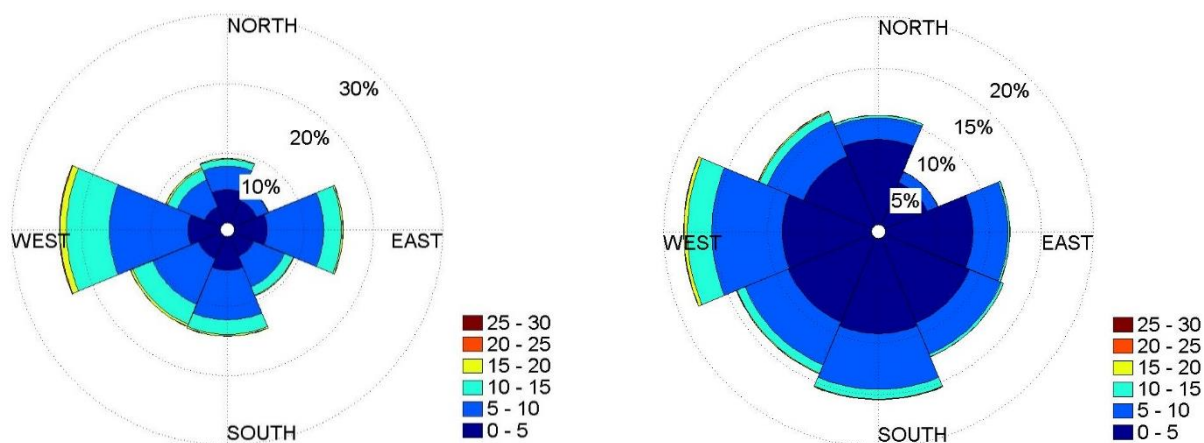 NORTH
30%
20%
10%
WEST
EAST
SOUTH
25 - 30
20 - 25
15 - 20
10 - 15
5 - 10
0 - 5
NORTH
20%
15%
10%
5%
WEST
EAST
SOUTH
25 - 30
20 - 25
15 - 20
10 - 15
5 - 10
0 - 5